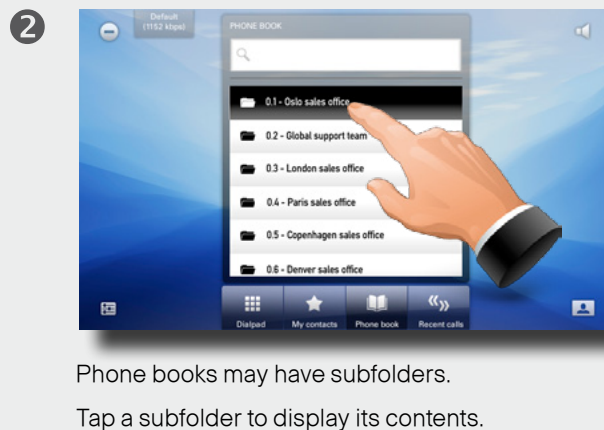 2
Default
(1152 kbps)
PHONE BOOK
0.1 - Oslo sales office
0.2 - Global support team
0.3 - London sales office
0.4 - Paris sales office
0.5 - Copenhagen sales office
0.6 - Denver sales office
Dialpad My contacts Phone book Recent calls
Phone books may have subfolders.
Tap a subfolder to display its contents.